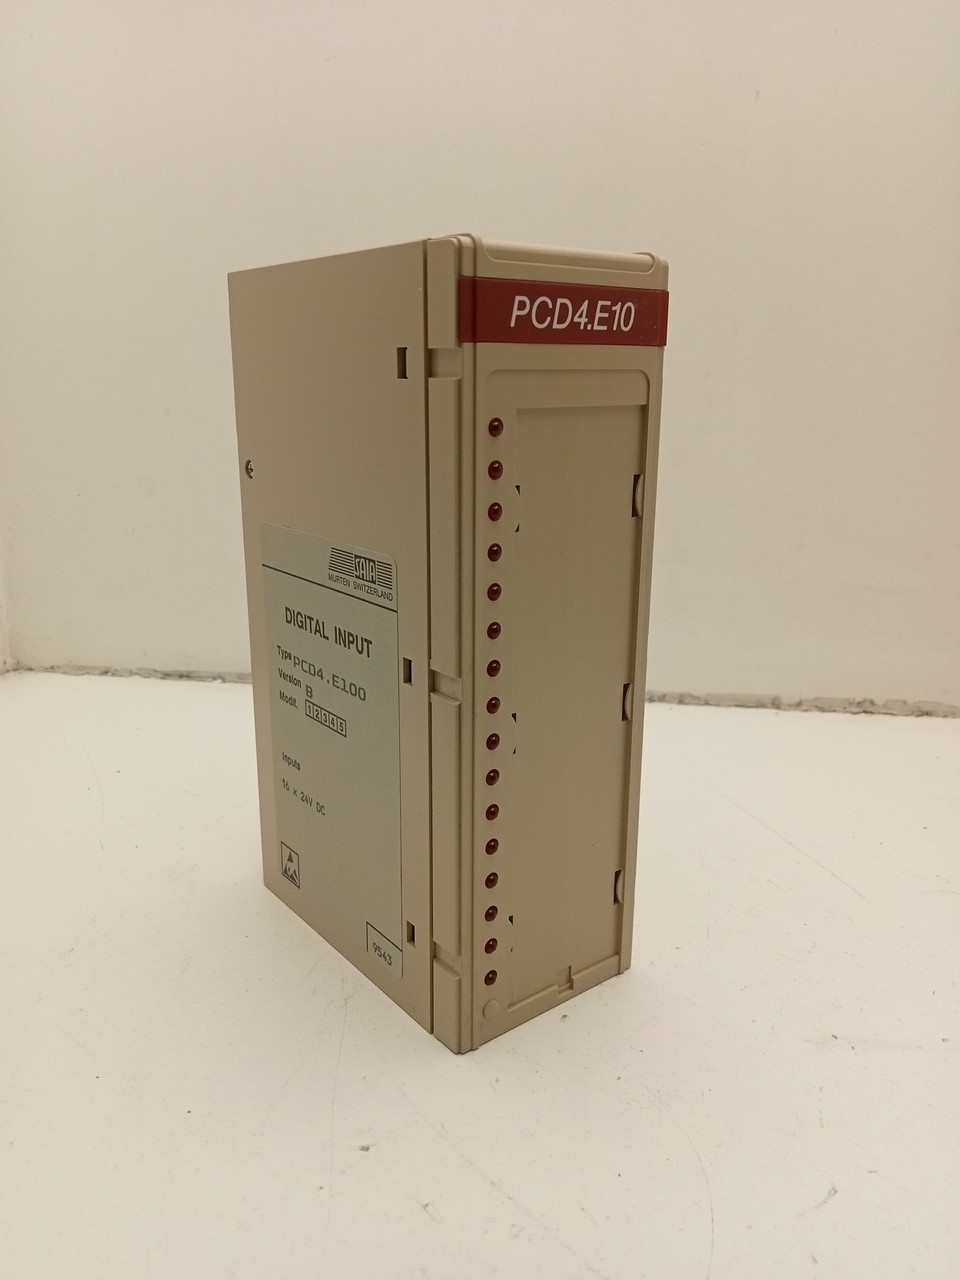 PCD4.E10
SAIA
MURTEN SWITZERLAND
DIGITAL INPUT
Type PCD4.E100
Version B
Modif. 1 2 3 4 5
Inputs
16 x 24V DC
9543